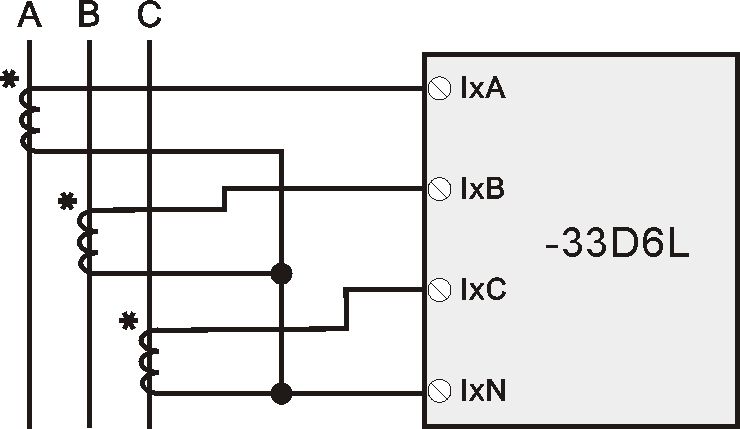 A B C
* IxA
* IxB
-33D6L
* IxC
IxN